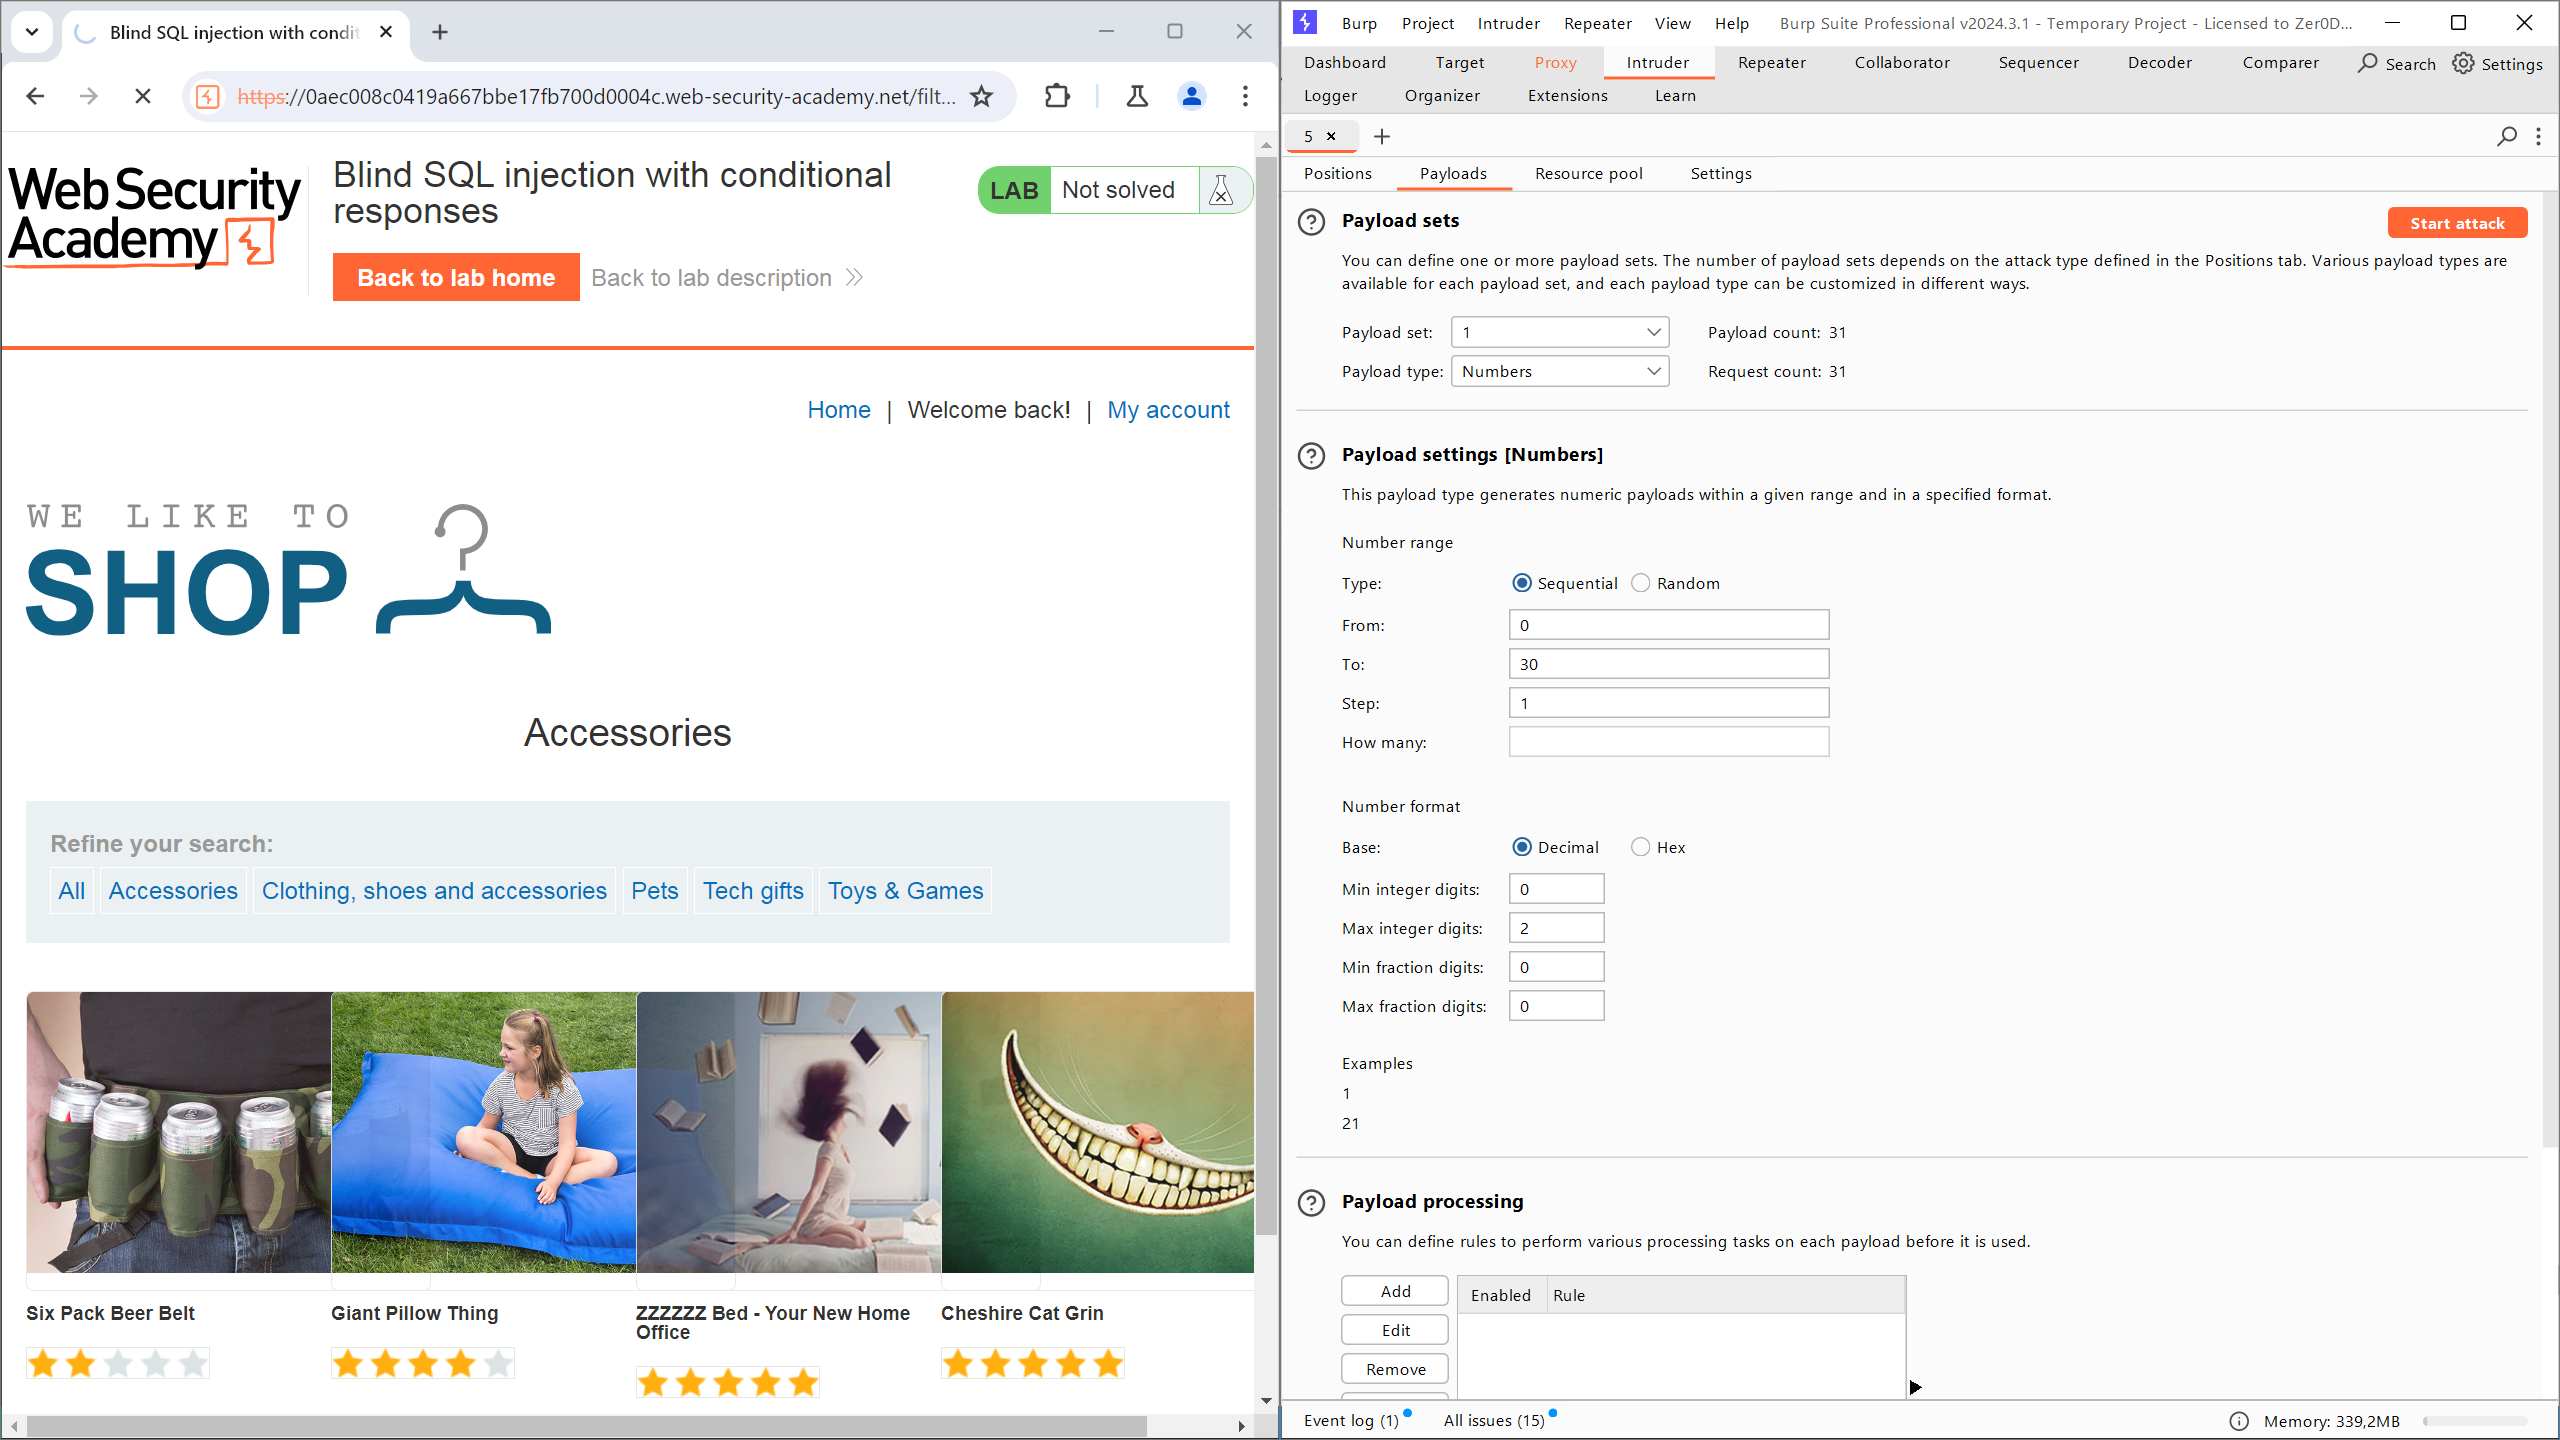 Blind SQL injection with condit
https://0aec008c0419a667bbe17fb700d0004c.web-security-academy.net/filt...
Web Security
Academy
Blind SQL injection with conditional
responses
LAB Not solved
Back to lab home Back to lab description
Home | Welcome back! | My account
WE LIKE TO
SHOP
Accessories
Refine your search:
All Accessories Clothing, shoes and accessories Pets Tech gifts Toys & Games
Six Pack Beer Belt
Giant Pillow Thing
ZZZZZZ Bed - Your New Home
Office
Cheshire Cat Grin
Burp Project Intruder Repeater View Help Burp Suite Professional v2024.3.1 - Temporary Project - Licensed to Zer0D...
Dashboard Target Proxy Intruder Repeater Collaborator Sequencer Decoder Comparer Search Settings
Logger Organizer Extensions Learn
5
Positions Payloads Resource pool Settings
Payload sets
Start attack
You can define one or more payload sets. The number of payload sets depends on the attack type defined in the Positions tab. Various payload types are
available for each payload set, and each payload type can be customized in different ways.
Payload set: 1 Payload count: 31
Payload type: Numbers Request count: 31
Payload settings [Numbers]
This payload type generates numeric payloads within a given range and in a specified format.
Number range
Type: Sequential Random
From: 0
To: 30
Step: 1
How many:
Number format
Base: Decimal Hex
Min integer digits: 0
Max integer digits: 2
Min fraction digits: 0
Max fraction digits: 0
Examples
1
21
Payload processing
You can define rules to perform various processing tasks on each payload before it is used.
Add
Edit
Remove
Enabled Rule
Event log (1) All issues (15) Memory: 339,2MB